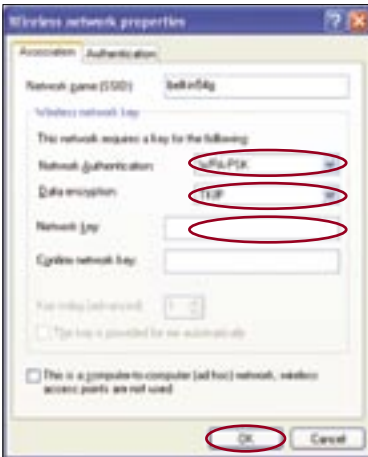 Wireless network properties
Association Authentication
Network name (SSID): belkin54g
Wireless network key
This network requires a key for the following:
Network Authentication: WPA-PSK
Data encryption: TKIP
Network key:
Confirm network key:
Key index (advanced): 1
The key is provided for me automatically
This is a computer-to-computer (ad hoc) network; wireless
access points are not used
OK Cancel